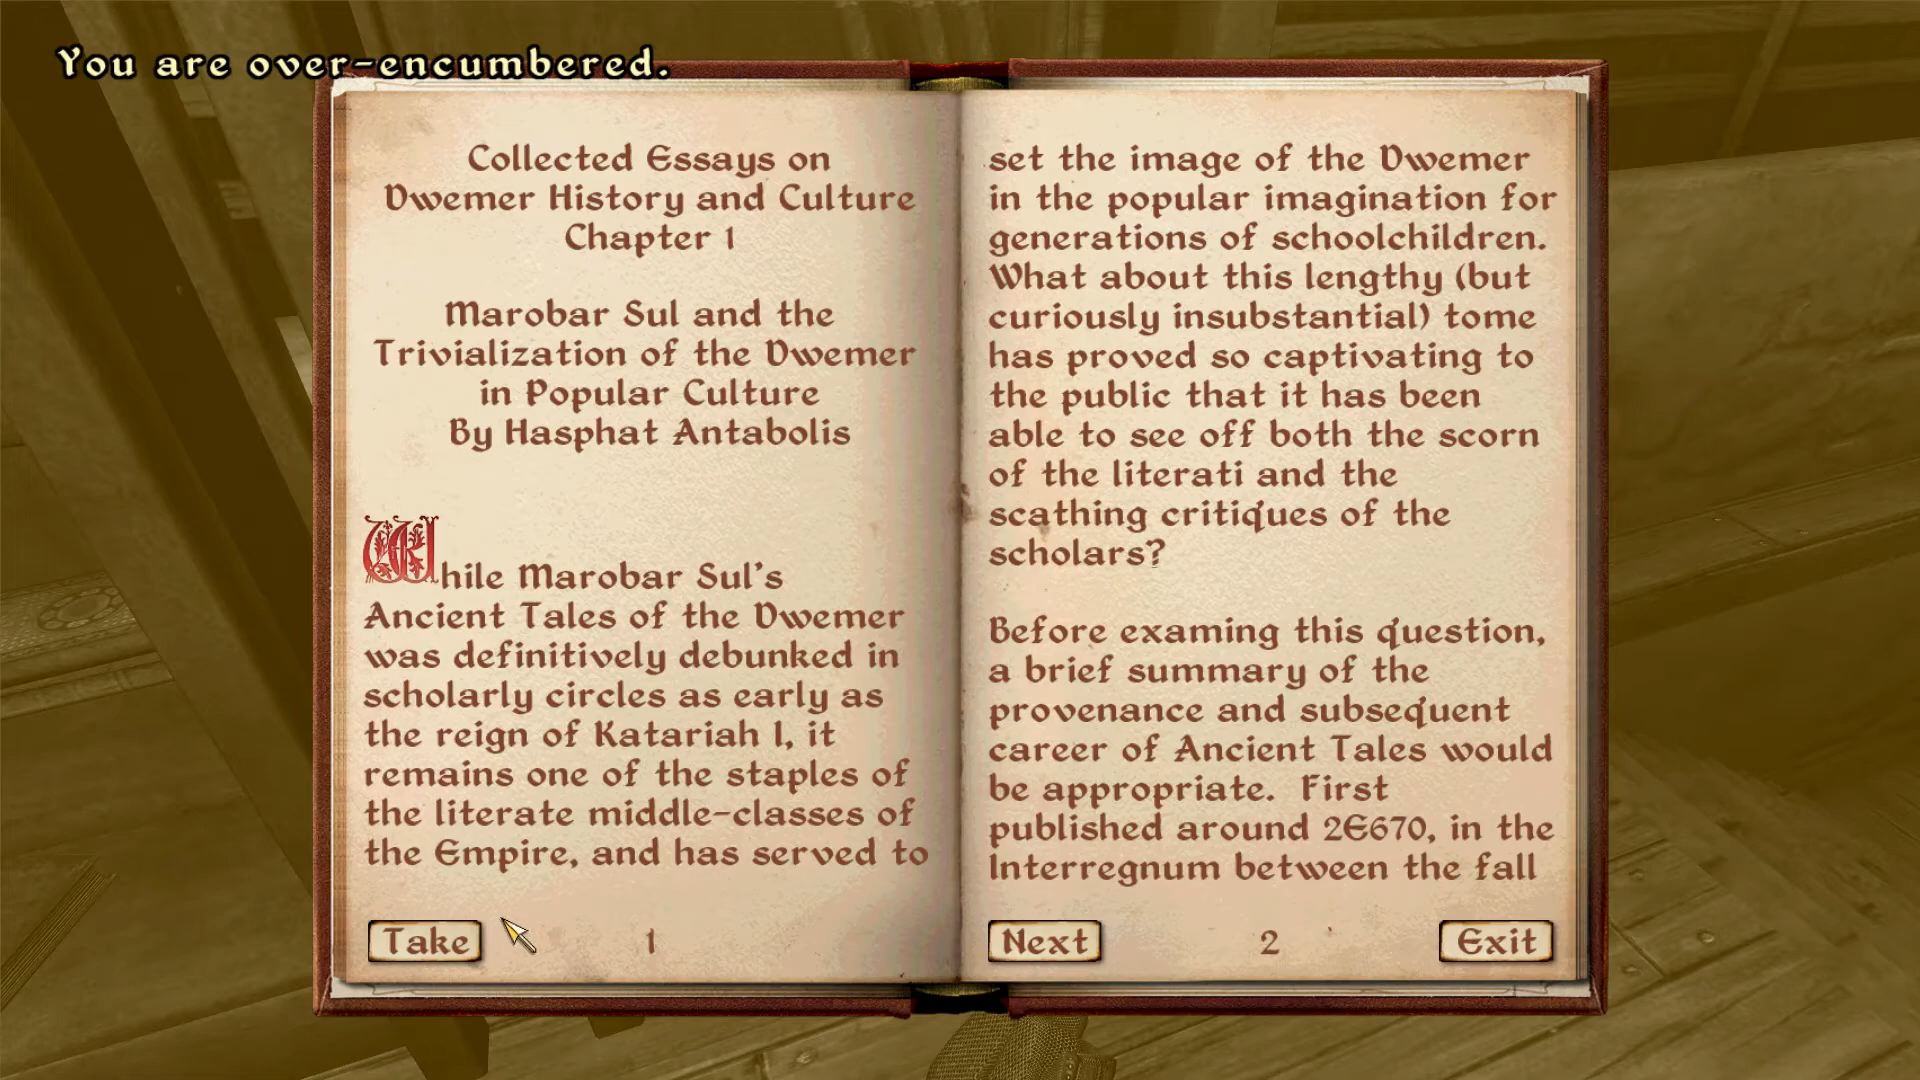 You are over-encumbered.
Collected Essays on
Dwemer History and Culture
Chapter 1
Marobar Sul and the
Trivialization of the Dwemer
in Popular Culture
By Hasphat Antabolis
While Marobar Sul's
Ancient Tales of the Dwemer
was definitively debunked in
scholarly circles as early as
the reign of Katariah I, it
remains one of the staples of
the literate middle-classes of
the Empire, and has served to
Take
1
set the image of the Dwemer
in the popular imagination for
generations of schoolchildren.
What about this lengthy (but
curiously insubstantial) tome
has proved so captivating to
the public that it has been
able to see off both the scorn
of the literati and the
scathing critiques of the
scholars?
Before examing this question,
a brief summary of the
provenance and subsequent
career of Ancient Tales would
be appropriate. First
published around 2E670, in the
Interregnum between the fall
Next
2
Exit